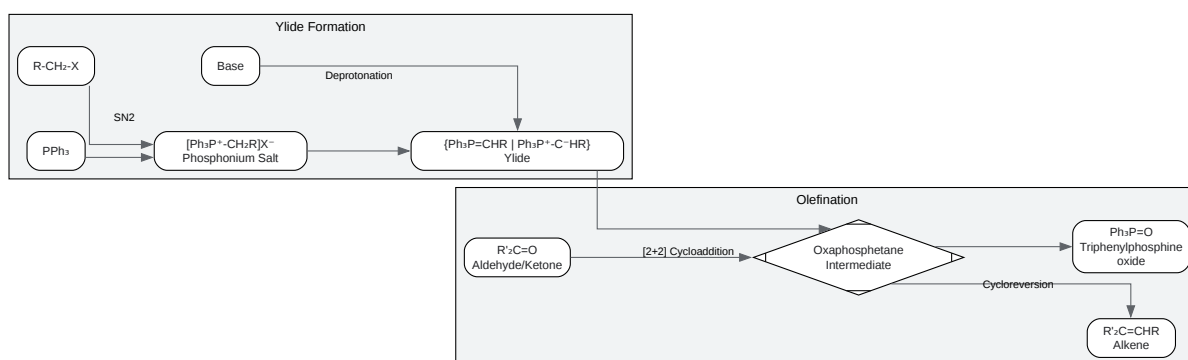 Ylide Formation
R-CH₂-X
Base
Deprotonation
SN2
PPh₃
[Ph₃P⁺-CH₂R]X⁻
Phosphonium Salt
{Ph₃P=CHR | Ph₃P⁺-C⁻HR}
Ylide
Olefination
R'₂C=O
Aldehyde/Ketone
[2+2] Cycloaddition
Oxaphosphetane
Intermediate
Ph₃P=O
Triphenylphosphine
oxide
Cycloreversion
R'₂C=CHR
Alkene